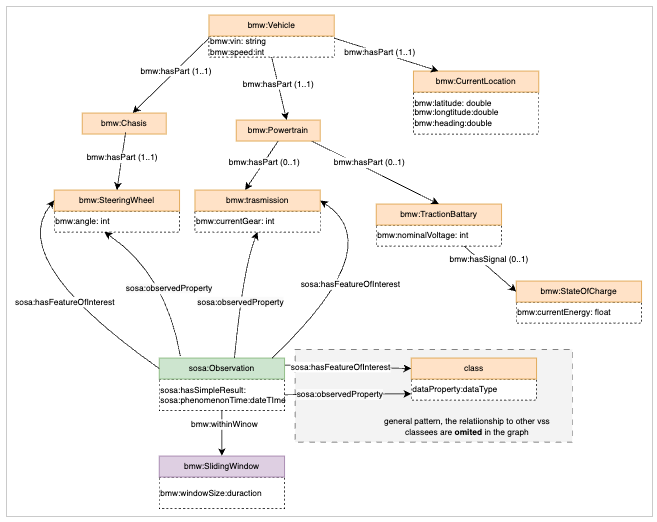 bmw:Vehicle
bmw:vin: string
bmw:speed:int
bmw:hasPart (1..1)
bmw:hasPart (1..1)
bmw:hasPart (1..1)
bmw:CurrentLocation
bmw:latitude: double
bmw:longtitude:double
bmw:heading:double
bmw:Chasis
bmw:Powertrain
bmw:hasPart (1..1)
bmw:hasPart (0..1)
bmw:hasPart (0..1)
bmw:SteeringWheel
bmw:angle: int
bmw:trasmission
bmw:currentGear: int
bmw:TractionBattary
bmw:nominalVoltage: int
bmw:hasSignal (0..1)
bmw:StateOfCharge
bmw:currentEnergy: float
sosa:hasFeatureOfInterest
sosa:observedProperty
sosa:observedProperty
sosa:hasFeatureOfInterest
sosa:Observation
sosa:hasSimpleResult:
sosa:phenomenonTime:dateTIme
sosa:hasFeatureOfInterest
sosa:observedProperty
class
dataProperty:dataType
general pattern, the relatiionship to other vss
classees are omited in the graph
bmw:withinWinow
bmw:SlidingWindow
bmw:windowSize:duraction